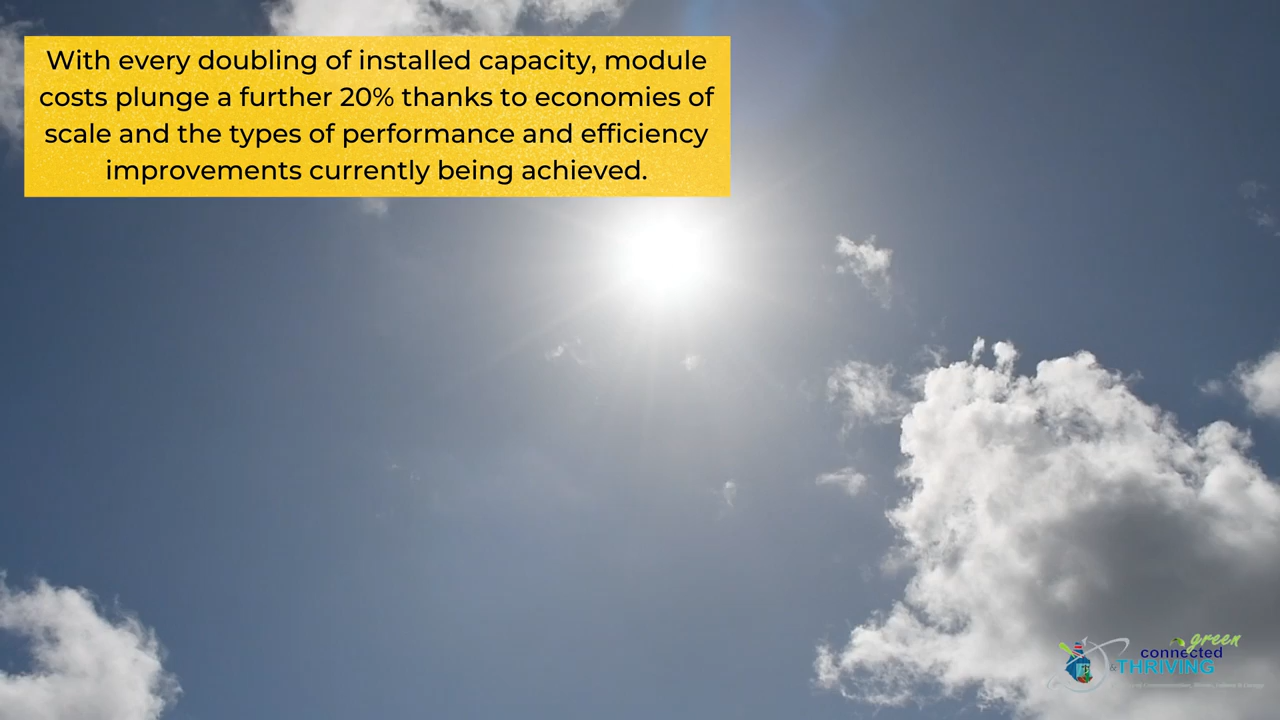 With every doubling of installed capacity, module
costs plunge a further 20% thanks to economies of
scale and the types of performance and efficiency
improvements currently being achieved.
green
connected
& THRIVING